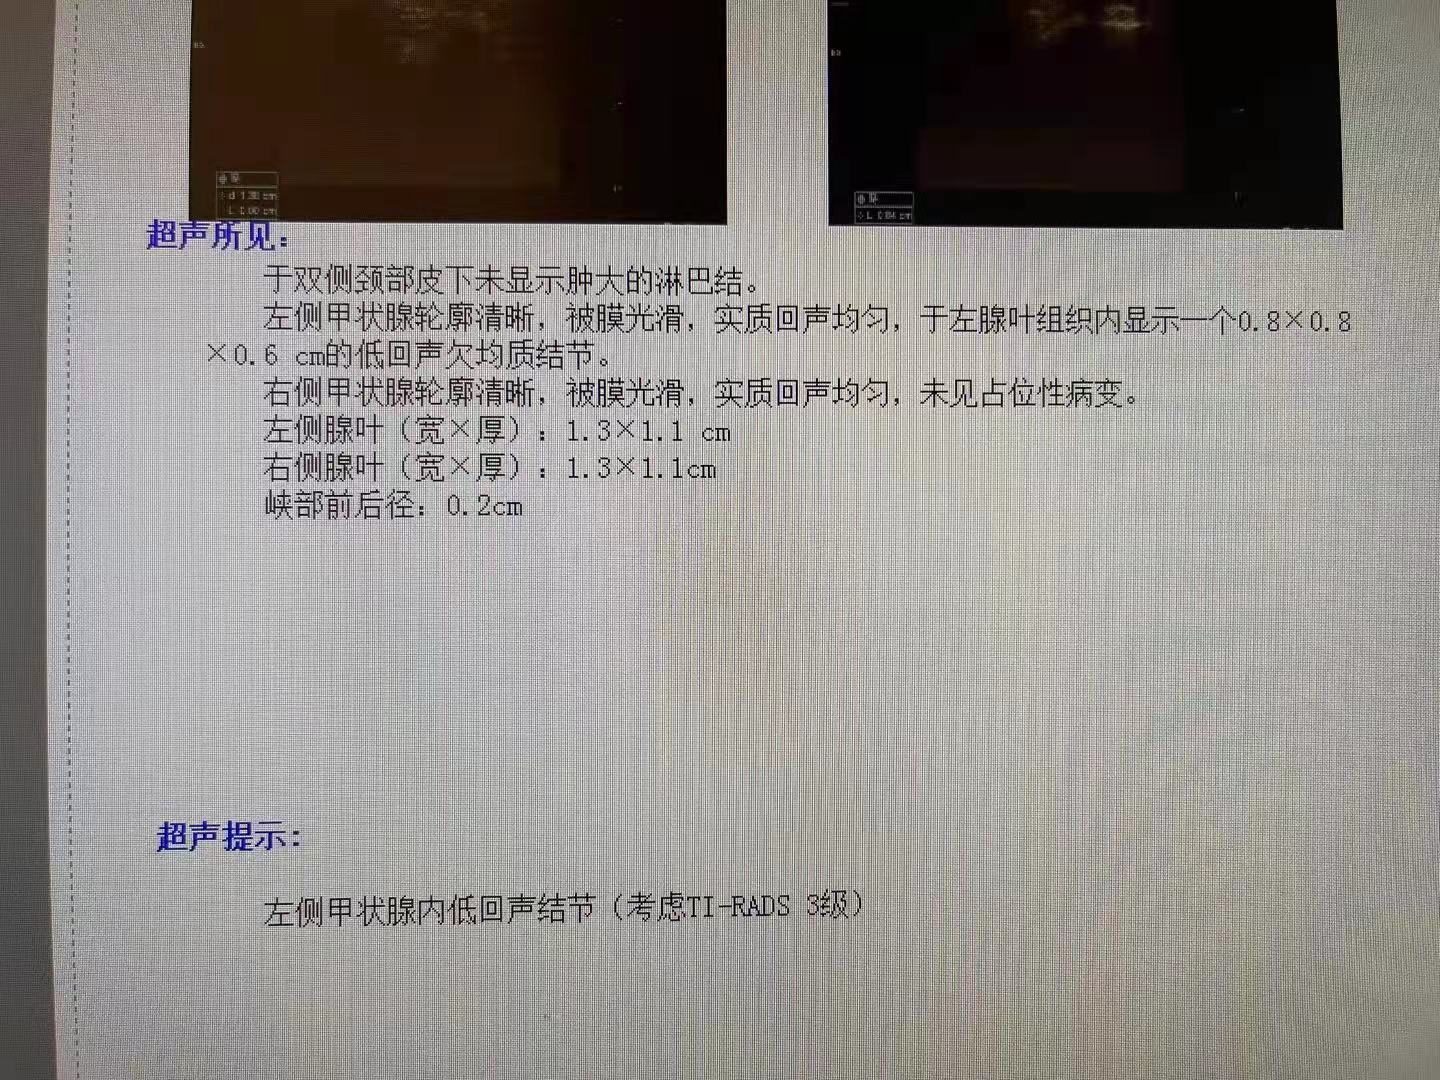 超声所见:
于双侧颈部皮下未显示肿大的淋巴结。
左侧甲状腺轮廓清晰，被膜光滑，实质回声均匀，于左腺叶组织内显示一个0.8×0.8
×0.6 cm的低回声欠均质结节。
右侧甲状腺轮廓清晰，被膜光滑，实质回声均匀，未见占位性病变。
左侧腺叶（宽×厚）：1.3×1.1 cm
右侧腺叶（宽×厚）：1.3×1.1cm
峡部前后径：0.2cm
超声提示:
左侧甲状腺内低回声结节（考虑TI-RADS 3级）